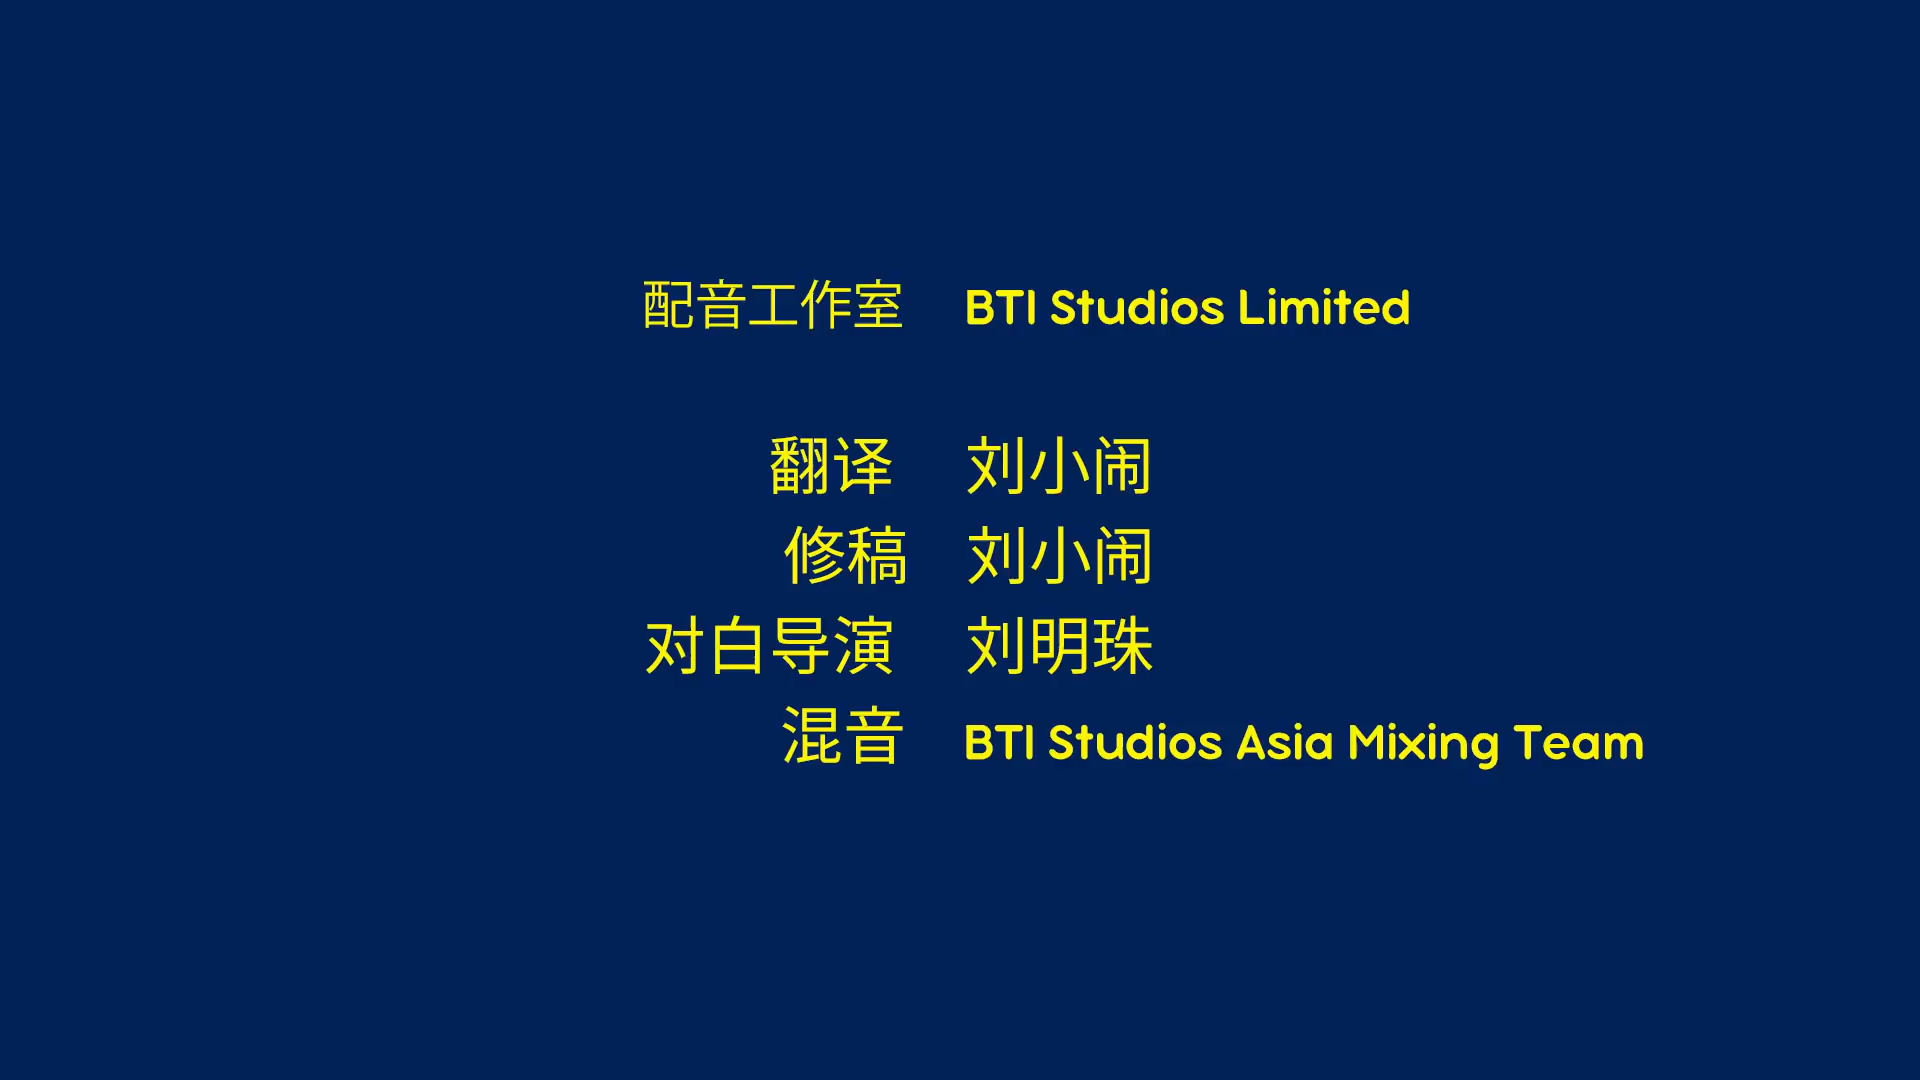 配音工作室 BTI Studios Limited
翻译 刘小闹
修稿 刘小闹
对白导演 刘明珠
混音 BTI Studios Asia Mixing Team